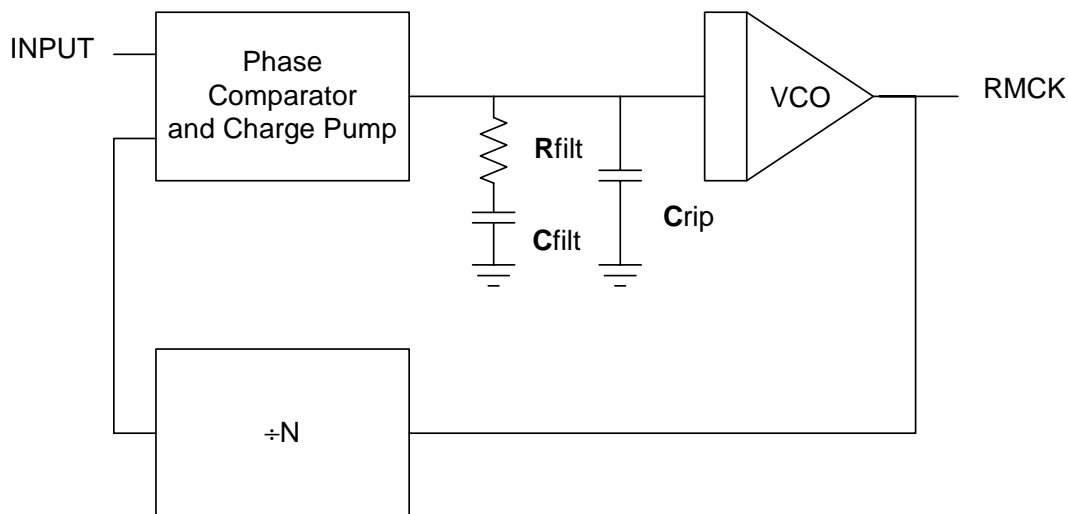 INPUT
Phase
Comparator
and Charge Pump
VCO
RMCK
Rfilt
Cfilt
Crip
÷N